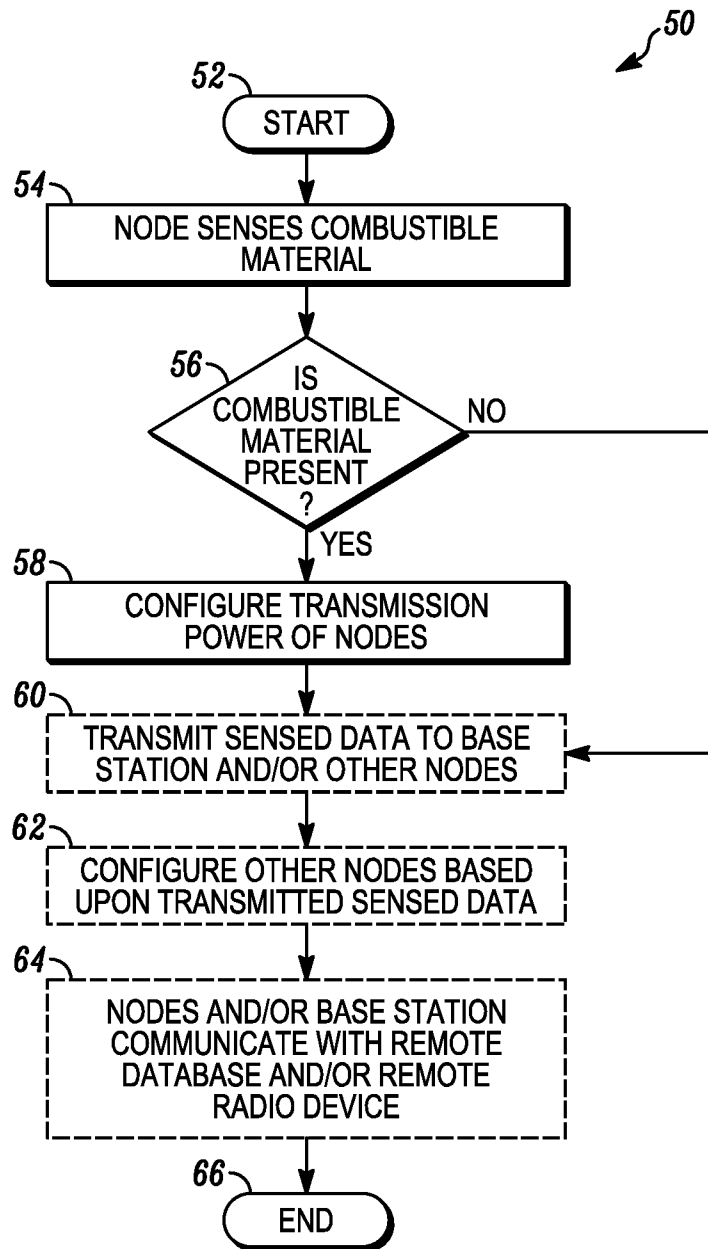 50
52
START
54
NODE SENSES COMBUSTIBLE
MATERIAL
56
IS
COMBUSTIBLE
MATERIAL
PRESENT
?
NO
YES
58
CONFIGURE TRANSMISSION
POWER OF NODES
60
TRANSMIT SENSED DATA TO BASE
STATION AND/OR OTHER NODES
62
CONFIGURE OTHER NODES BASED
UPON TRANSMITTED SENSED DATA
64
NODES AND/OR BASE STATION
COMMUNICATE WITH REMOTE
DATABASE AND/OR REMOTE
RADIO DEVICE
66
END